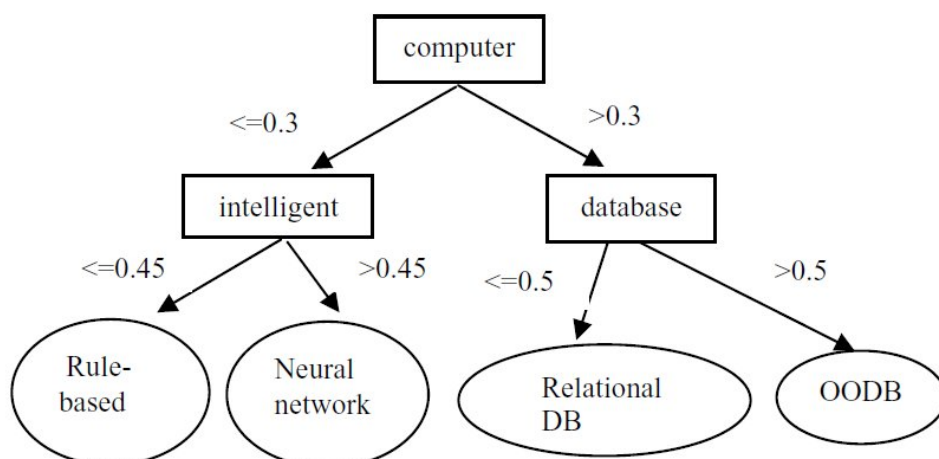 computer
<=0.3
>0.3
intelligent
database
<=0.45
>0.45
<=0.5
>0.5
Rule-
based
Neural
network
Relational
DB
OODB